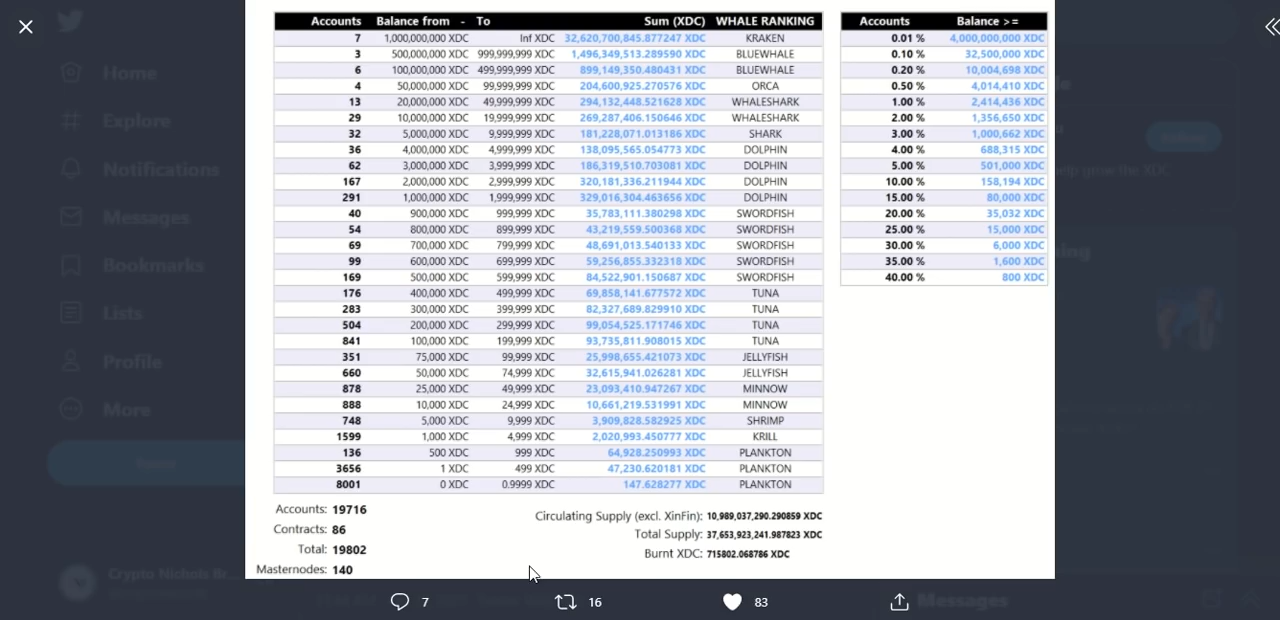 Accounts Balance from - To Sum (XDC) WHALE RANKING
7 1,000,000,000 XDC Inf XDC 32,620,700,845.877247 XDC KRAKEN
3 500,000,000 XDC 999,999,999 XDC 1,496,349,513.289590 XDC BLUEWHALE
6 100,000,000 XDC 499,999,999 XDC 899,149,350.480431 XDC BLUEWHALE
4 50,000,000 XDC 99,999,999 XDC 204,600,925.270576 XDC ORCA
13 20,000,000 XDC 49,999,999 XDC 294,132,448.521628 XDC WHALESHARK
29 10,000,000 XDC 19,999,999 XDC 269,287,406.150646 XDC WHALESHARK
32 5,000,000 XDC 9,999,999 XDC 181,228,071.013186 XDC SHARK
36 4,000,000 XDC 4,999,999 XDC 138,095,565.054773 XDC DOLPHIN
62 3,000,000 XDC 3,999,999 XDC 186,319,510.703081 XDC DOLPHIN
167 2,000,000 XDC 2,999,999 XDC 320,181,336.211944 XDC DOLPHIN
291 1,000,000 XDC 1,999,999 XDC 329,016,304.463656 XDC DOLPHIN
40 900,000 XDC 999,999 XDC 35,783,111.380298 XDC SWORDFISH
54 800,000 XDC 899,999 XDC 43,219,559.500368 XDC SWORDFISH
69 700,000 XDC 799,999 XDC 48,691,013.540133 XDC SWORDFISH
99 600,000 XDC 699,999 XDC 59,256,855.332318 XDC SWORDFISH
169 500,000 XDC 599,999 XDC 84,522,901.150687 XDC SWORDFISH
176 400,000 XDC 499,999 XDC 69,858,141.677572 XDC TUNA
283 300,000 XDC 399,999 XDC 82,327,689.829910 XDC TUNA
504 200,000 XDC 299,999 XDC 99,054,525.171746 XDC TUNA
841 100,000 XDC 199,999 XDC 93,735,811.908015 XDC TUNA
351 75,000 XDC 99,999 XDC 25,998,655.421073 XDC JELLYFISH
660 50,000 XDC 74,999 XDC 32,615,941.026281 XDC JELLYFISH
878 25,000 XDC 49,999 XDC 23,093,410.947267 XDC MINNOW
888 10,000 XDC 24,999 XDC 10,661,219.531991 XDC MINNOW
748 5,000 XDC 9,999 XDC 3,909,828.582925 XDC SHRIMP
1599 1,000 XDC 4,999 XDC 2,020,993.450777 XDC KRILL
136 500 XDC 999 XDC 64,928.250993 XDC PLANKTON
3656 1 XDC 499 XDC 47,230.620181 XDC PLANKTON
8001 0 XDC 0.9999 XDC 147.628277 XDC PLANKTON
Accounts: 19716
Contracts: 86
Total: 19802
Masternodes: 140
Circulating Supply (excl. XinFin): 10,989,037,290.290859 XDC
Total Supply: 37,653,923,241.987823 XDC
Burnt XDC: 715802.068786 XDC
Accounts Balance >=
0.01 % 4,000,000,000 XDC
0.10 % 32,500,000 XDC
0.20 % 10,004,698 XDC
0.50 % 4,014,410 XDC
1.00 % 2,414,436 XDC
2.00 % 1,356,650 XDC
3.00 % 1,000,662 XDC
4.00 % 688,315 XDC
5.00 % 501,000 XDC
10.00 % 158,194 XDC
15.00 % 80,000 XDC
20.00 % 35,032 XDC
25.00 % 15,000 XDC
30.00 % 6,000 XDC
35.00 % 1,600 XDC
40.00 % 800 XDC
Home
Explore
Notifications
Messages
Bookmarks
Lists
Profile
More
Crypto Nichols
help grow the XDC
7 16 83
Messages